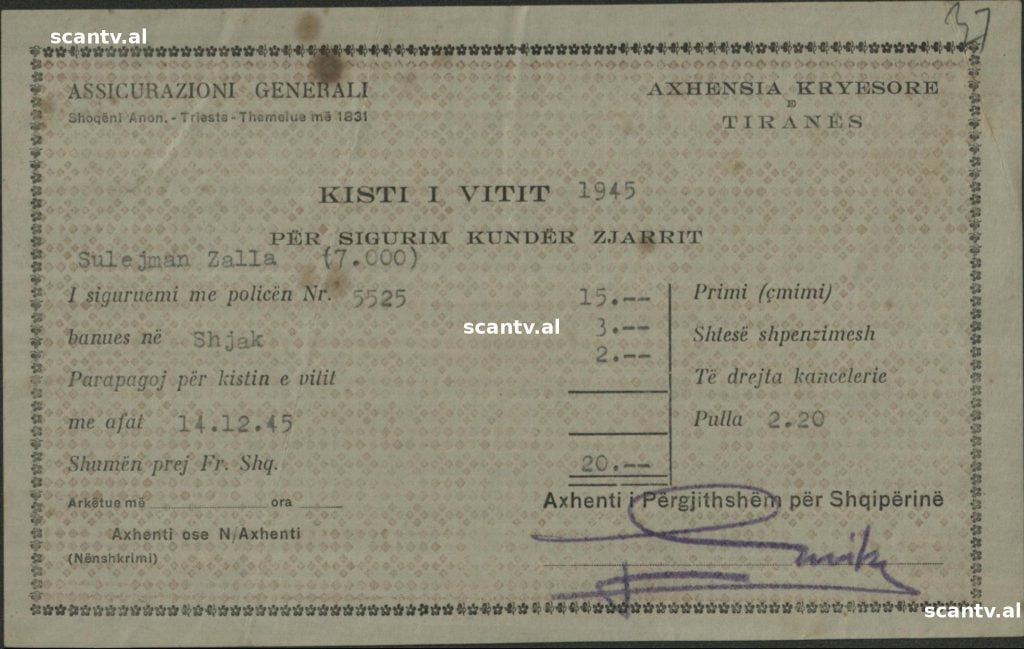 scantv.al
37
ASSICURAZIONI GENERALI
Shoqëni Anon. - Trieste - Themelue më 1831
AXHENSIA KRYESORE
E
TIRANËS
KISTI I VITIT 1945
PËR SIGURIM KUNDËR ZJARRIT
Sulejman Zalla (7.000)
I siguruemi me policën Nr. 5525
15.-- Primi (çmimi)
banues në Shjak
3.-- Shtesë shpenzimesh
2.--
scantv.al
Parapagoj për kistin e vitit
Të drejta kancelerie
me afat 14.12.45
Pulla 2.20
Shumën prej Fr. Shq. 20.--
Arkëtue më ora
Axhenti i Përgjithshëm për Shqipërinë
Axhenti ose N/Axhenti
(Nënshkrimi)
scantv.al